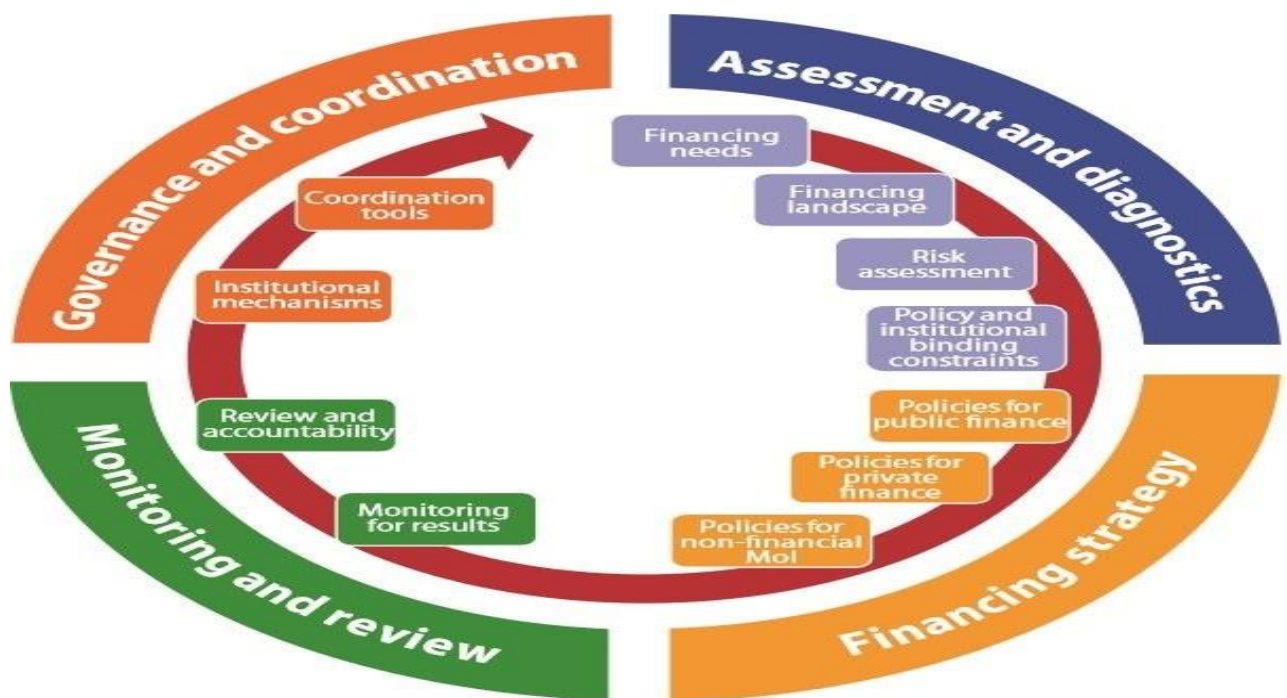 Assessment and diagnostics
Financing
needs
Financing
landscape
Risk
assessment
Policy and
institutional
binding
constraints
Financing strategy
Policies for
public finance
Policies for
private
finance
Policies for
non-financial
MoI
Monitoring and review
Monitoring
for results
Review and
accountability
Governance and coordination
Institutional
mechanisms
Coordination
tools